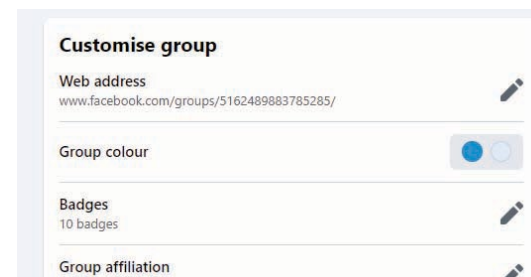 Customise group
Web address
www.facebook.com/groups/5162489883785285/
Group colour
Badges
10 badges
Group affiliation